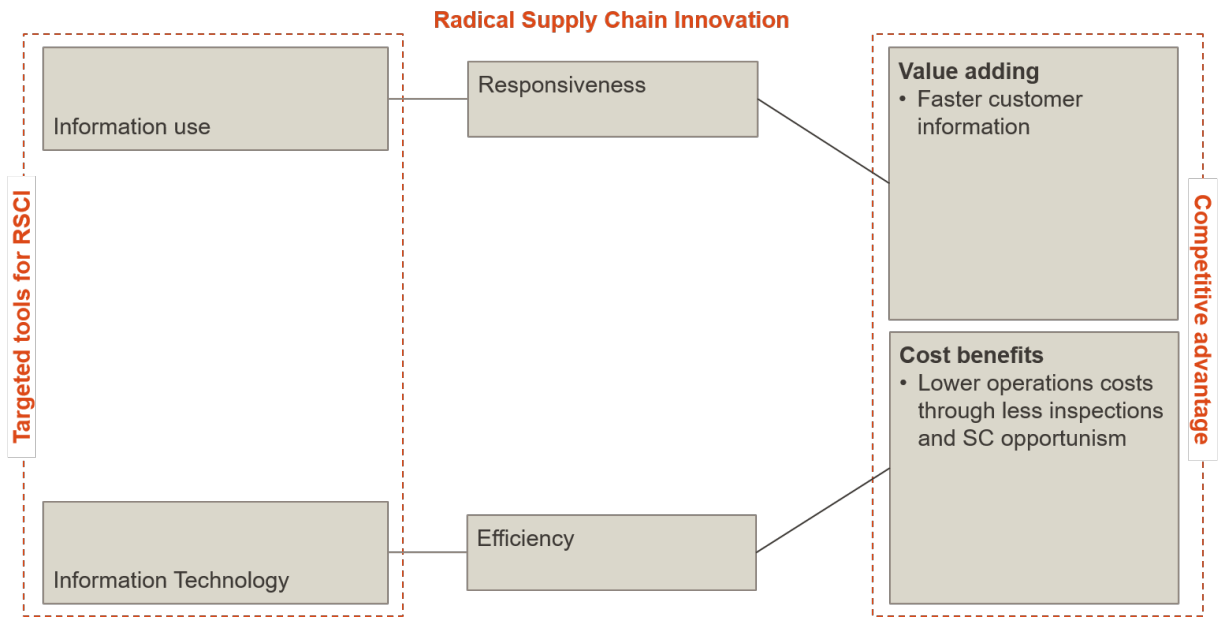 Radical Supply Chain Innovation
Targeted tools for RSCI
Information use
Responsiveness
Value adding
• Faster customer
information
Competitive advantage
Cost benefits
• Lower operations costs
through less inspections
and SC opportunism
Information Technology
Efficiency